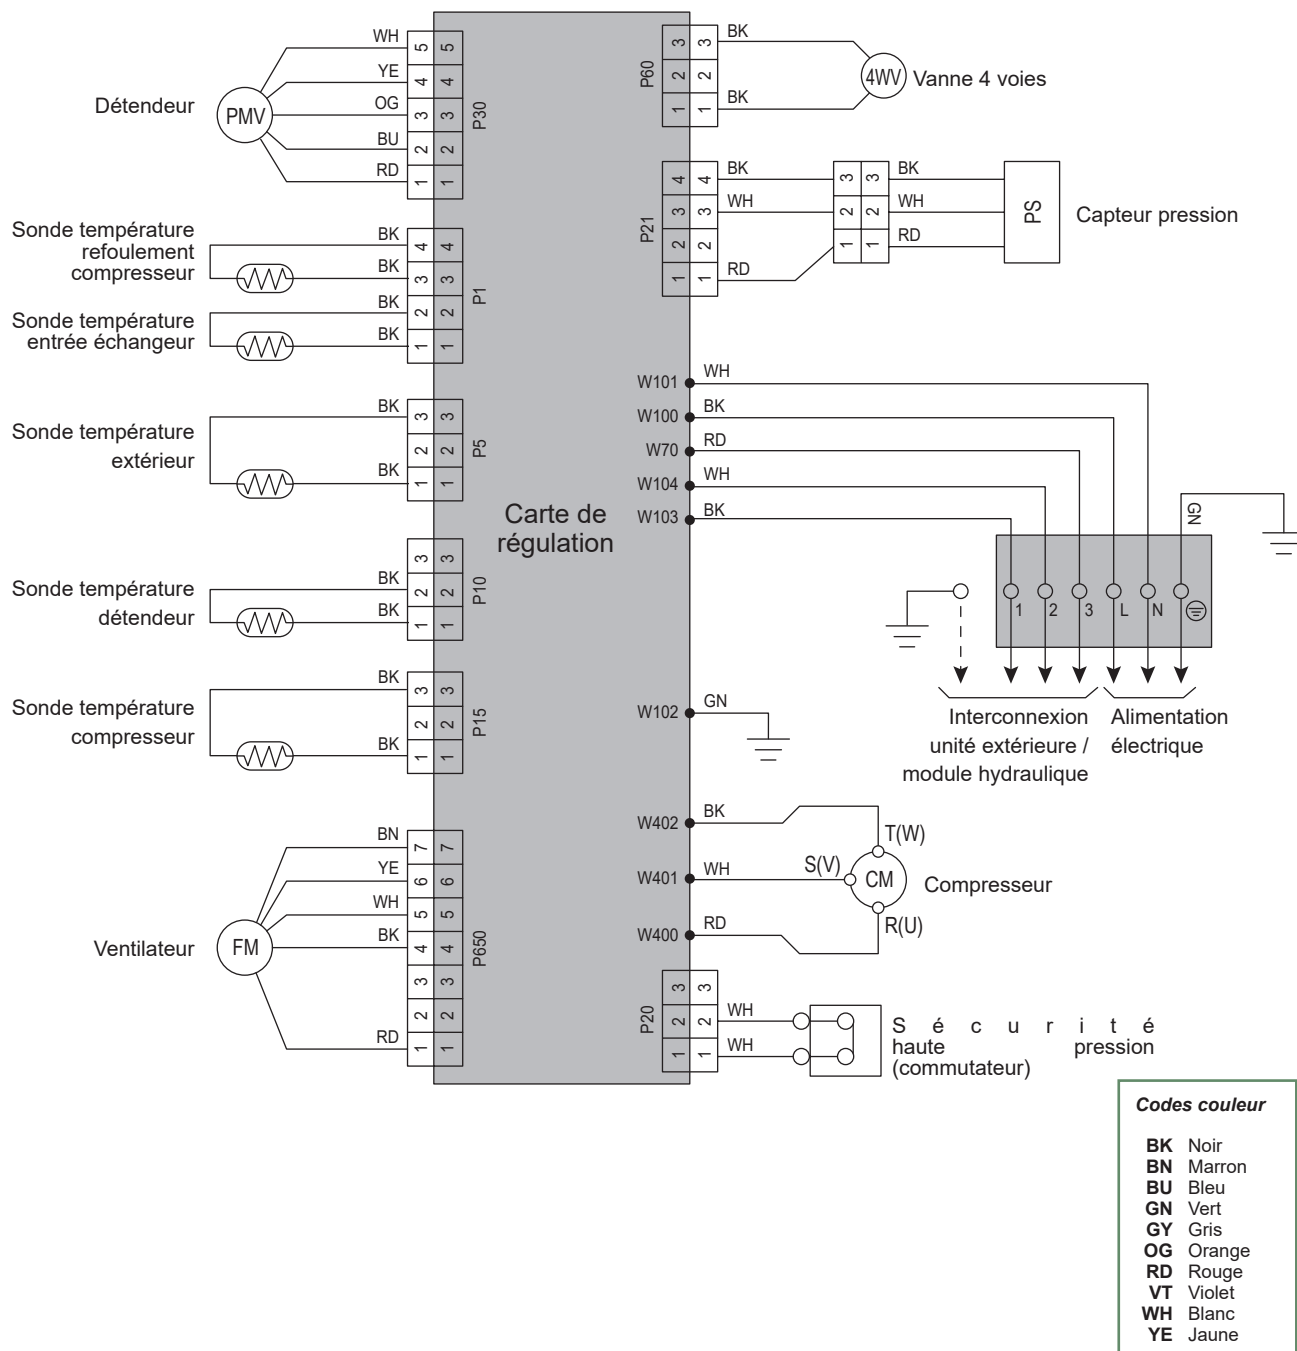 Détendeur
PMV
WH
YE
OG
BU
RD
5 5
4 4
3 3
2 2
1 1
P30
Sonde température
refoulement
compresseur
BK
BK
Sonde température
entrée échangeur
BK
BK
4 4
3 3
2 2
1 1
P1
Sonde température
extérieur
BK
BK
3 3
2 2
1 1
P5
Sonde température
détendeur
BK
BK
3 3
2 2
1 1
P10
Sonde température
compresseur
BK
BK
3 3
2 2
1 1
P15
Ventilateur
FM
BN
YE
WH
BK
RD
7 7
6 6
5 5
4 4
3 3
2 2
1 1
P650
Carte de
régulation
P60
3 3
2 2
1 1
BK
BK
4WV
Vanne 4 voies
P21
4 4
3 3
2 2
1 1
BK
WH
RD
3 3
2 2
1 1
BK
WH
RD
PS
Capteur pression
W101 WH
W100 BK
W70 RD
W104 WH
W103 BK
GN
1 2 3 L N
Interconnexion
unité extérieure /
module hydraulique
Alimentation
électrique
W102 GN
W402 BK
W401 WH
W400 RD
T(W)
S(V)
CM
R(U)
Compresseur
P20
3 3
2 2
1 1
WH
WH
Sécurité
haute pression
(commutateur)
Codes couleur
BK Noir
BN Marron
BU Bleu
GN Vert
GY Gris
OG Orange
RD Rouge
VT Violet
WH Blanc
YE Jaune